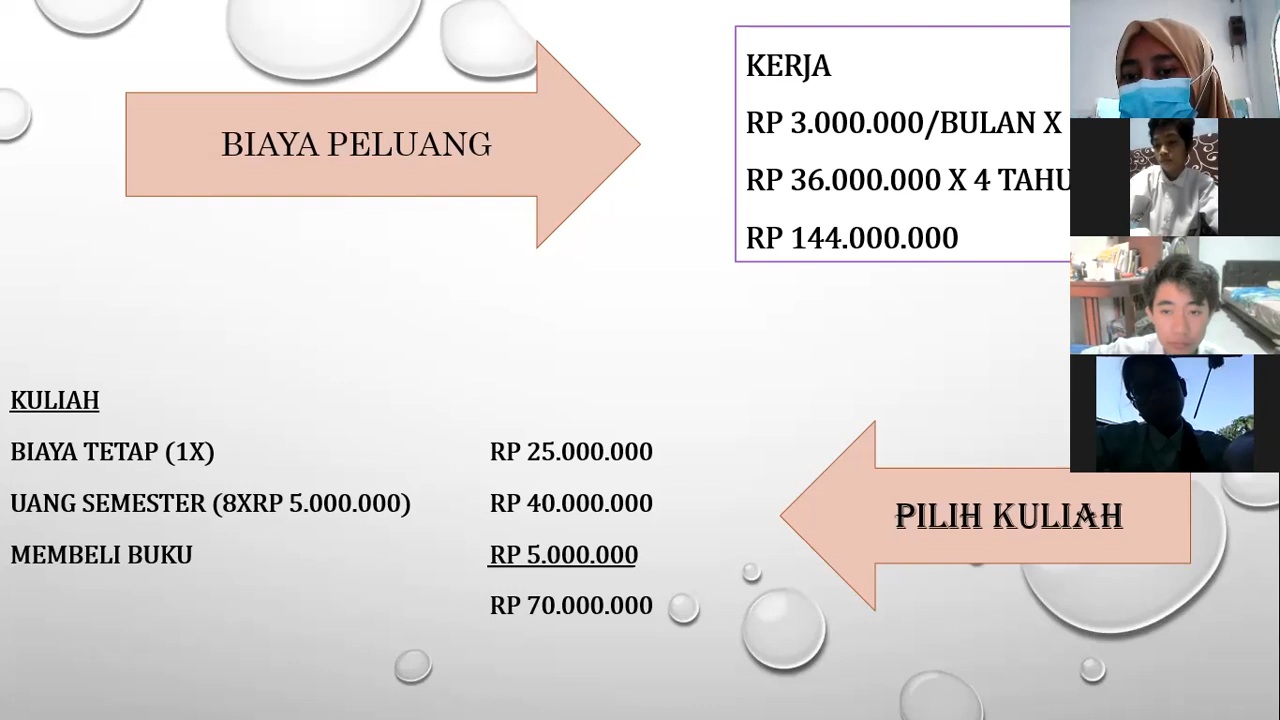 BIAYA PELUANG
KERJA
RP 3.000.000/BULAN X
RP 36.000.000 X 4 TAHU
RP 144.000.000
KULIAH
BIAYA TETAP (1X) RP 25.000.000
UANG SEMESTER (8XRP 5.000.000) RP 40.000.000
MEMBELI BUKU RP 5.000.000
RP 70.000.000
PILIH KULIAH